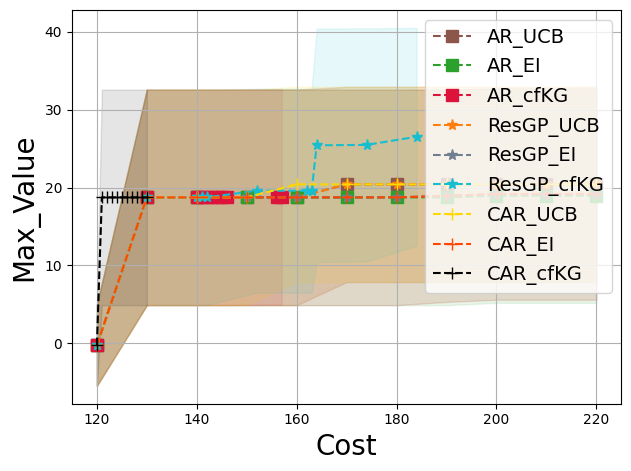 40
30
20
10
0
Max_Value
120
140
160
180
200
220
Cost
AR_UCB
AR_EI
AR_cfKG
ResGP_UCB
ResGP_EI
ResGP_cfKG
CAR_UCB
CAR_EI
CAR_cfKG